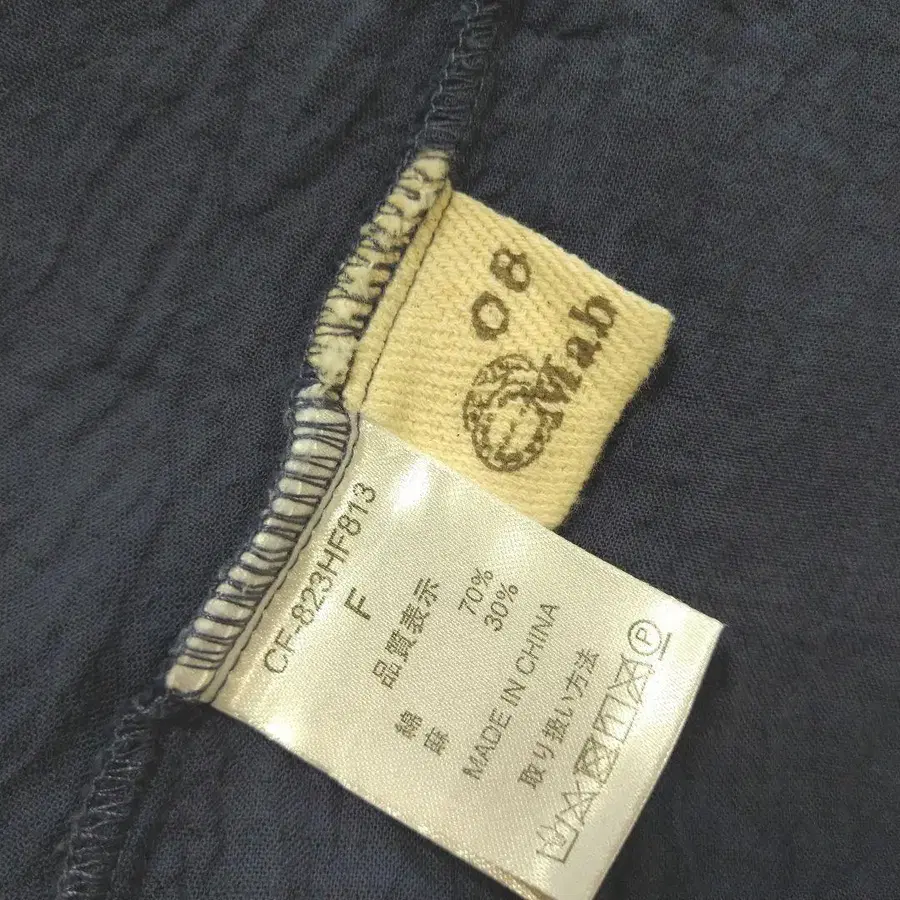 08
Mab
CF-823HF813
F
品質表示
綿 70%
麻 30%
MADE IN CHINA
取り扱い方法
P